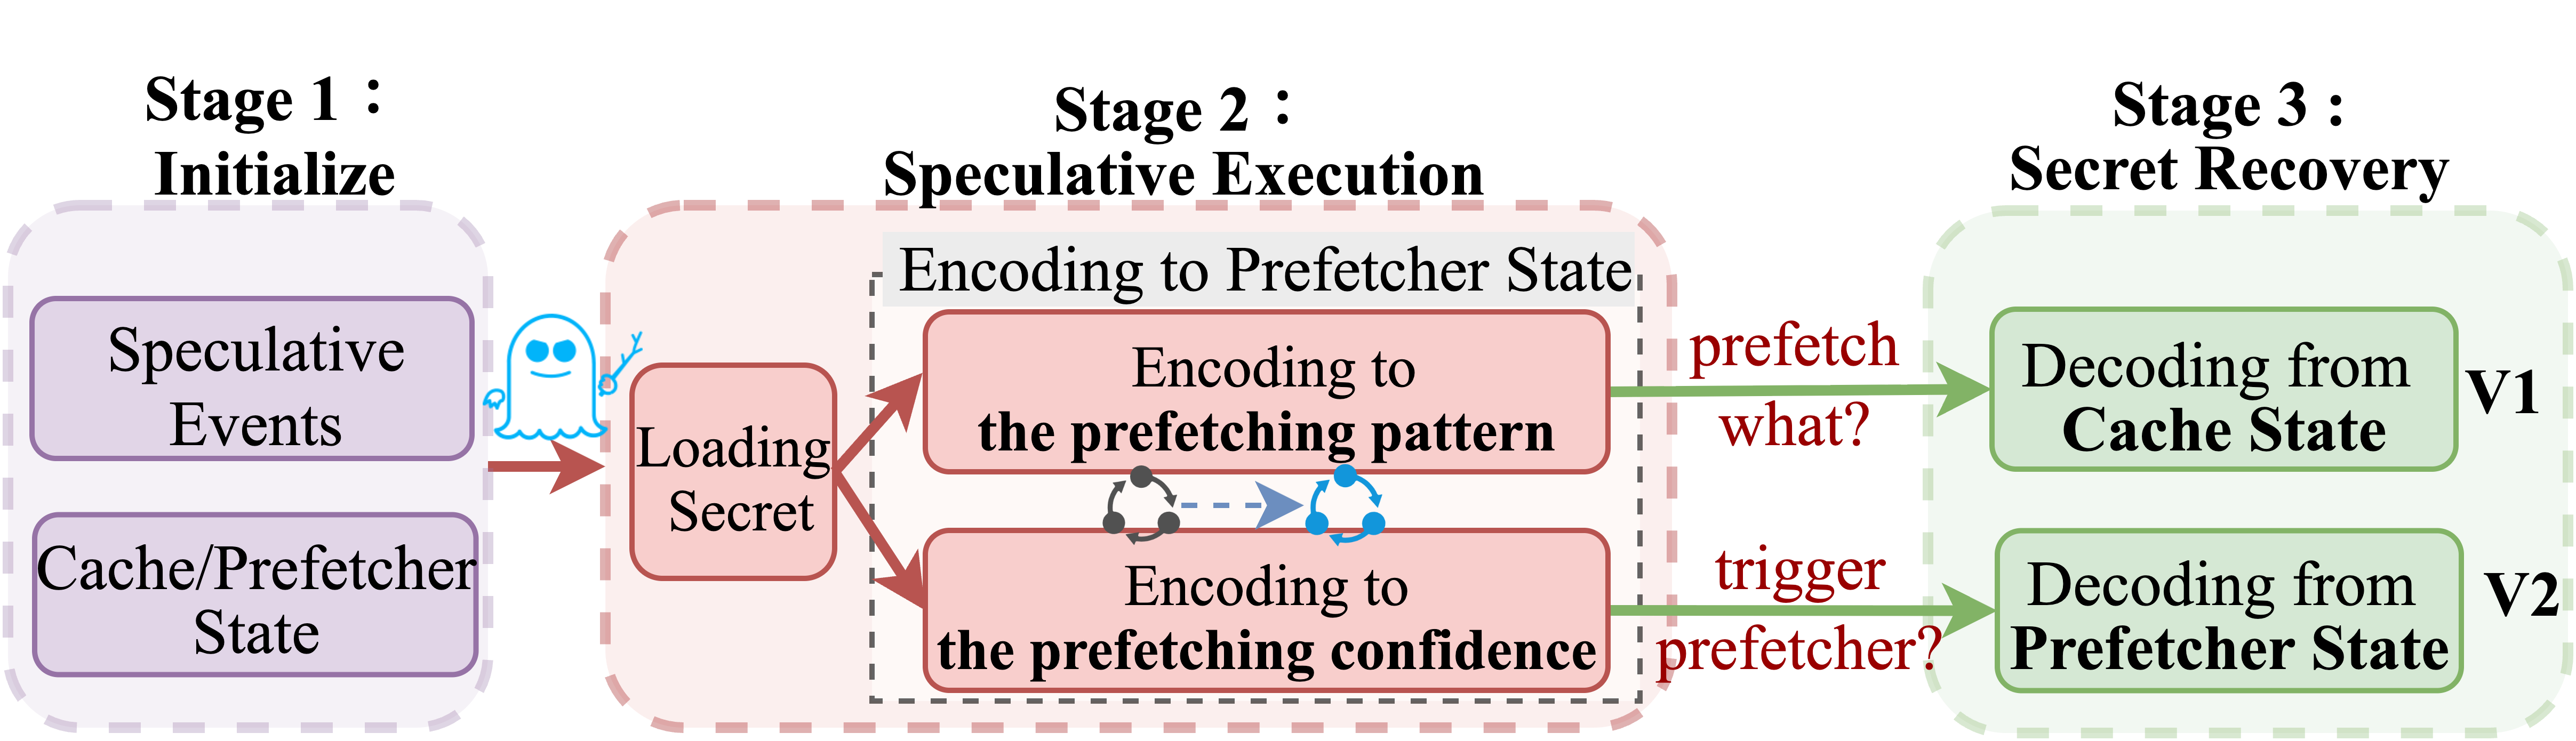 Stage 1：
Initialize
Speculative
Events
Cache/Prefetcher
State
Stage 2：
Speculative Execution
Loading
Secret
Encoding to Prefetcher State
Encoding to
the prefetching pattern
Encoding to
the prefetching confidence
prefetch
what?
trigger
prefetcher?
Stage 3 :
Secret Recovery
Decoding from
Cache State
V1
Decoding from
Prefetcher State
V2